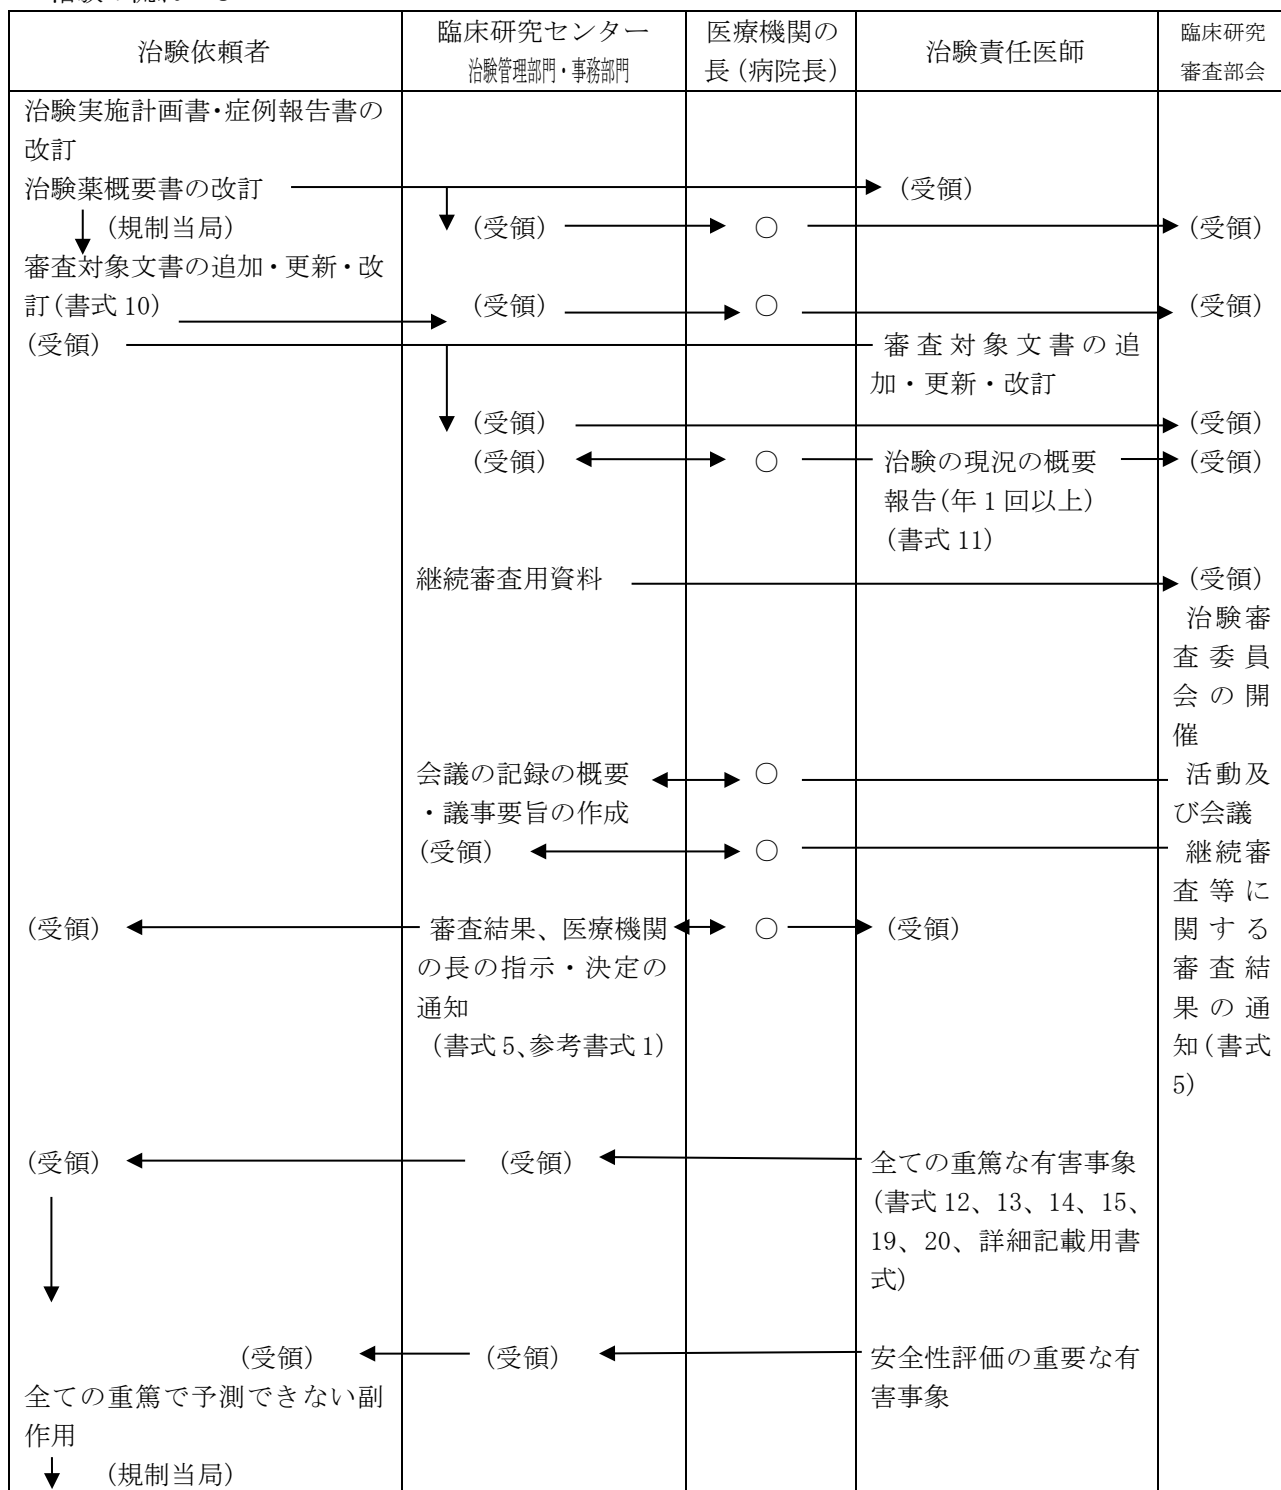 治験依頼者
臨床研究センター
治験管理部門・事務部門
医療機関の
長(病院長)
治験責任医師
臨床研究
審査部会
治験実施計画書・症例報告書の
改訂
治験薬概要書の改訂
(受領)
(規制当局)
(受領)
○
(受領)
審査対象文書の追加・更新・改
訂(書式 10)
(受領)
○
(受領)
(受領)
審査対象文書の追
加・更新・改訂
(受領)
(受領)
(受領)
○
治験の現況の概要
報告(年 1 回以上)
(書式 11)
(受領)
継続審査用資料
(受領)
治験審
査委員
会の開
催
会議の記録の概要
・議事要旨の作成
○
活動及
び会議
(受領)
○
継続審
査等に
関する
審査結
果の通
知(書式
5)
(受領)
審査結果、医療機関
の長の指示・決定の
通知
(書式 5、参考書式 1)
○
(受領)
(受領)
(受領)
全ての重篤な有害事象
(書式 12、13、14、15、
19、20、詳細記載用書
式)
(受領)
(受領)
安全性評価の重要な有
害事象
全ての重篤で予測できない副
作用
(規制当局)